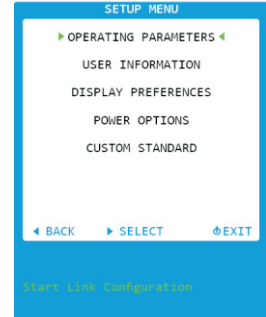 SETUP MENU
OPERATING PARAMETERS
USER INFORMATION
DISPLAY PREFERENCES
POWER OPTIONS
CUSTOM STANDARD
BACK SELECT EXIT
Start Link Configuration